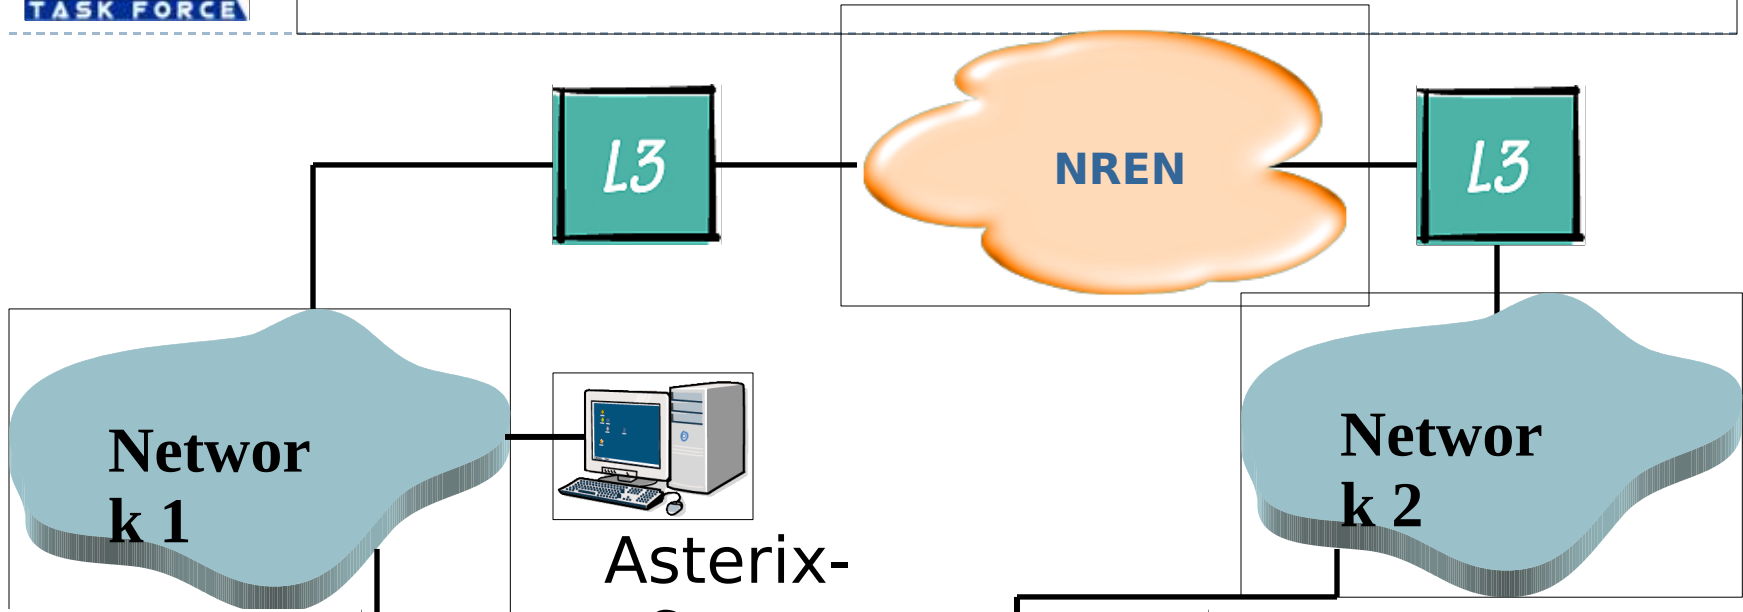 TASK FORCE
L3
NREN
L3
Networ
k 1
Networ
k 2
Asterix-